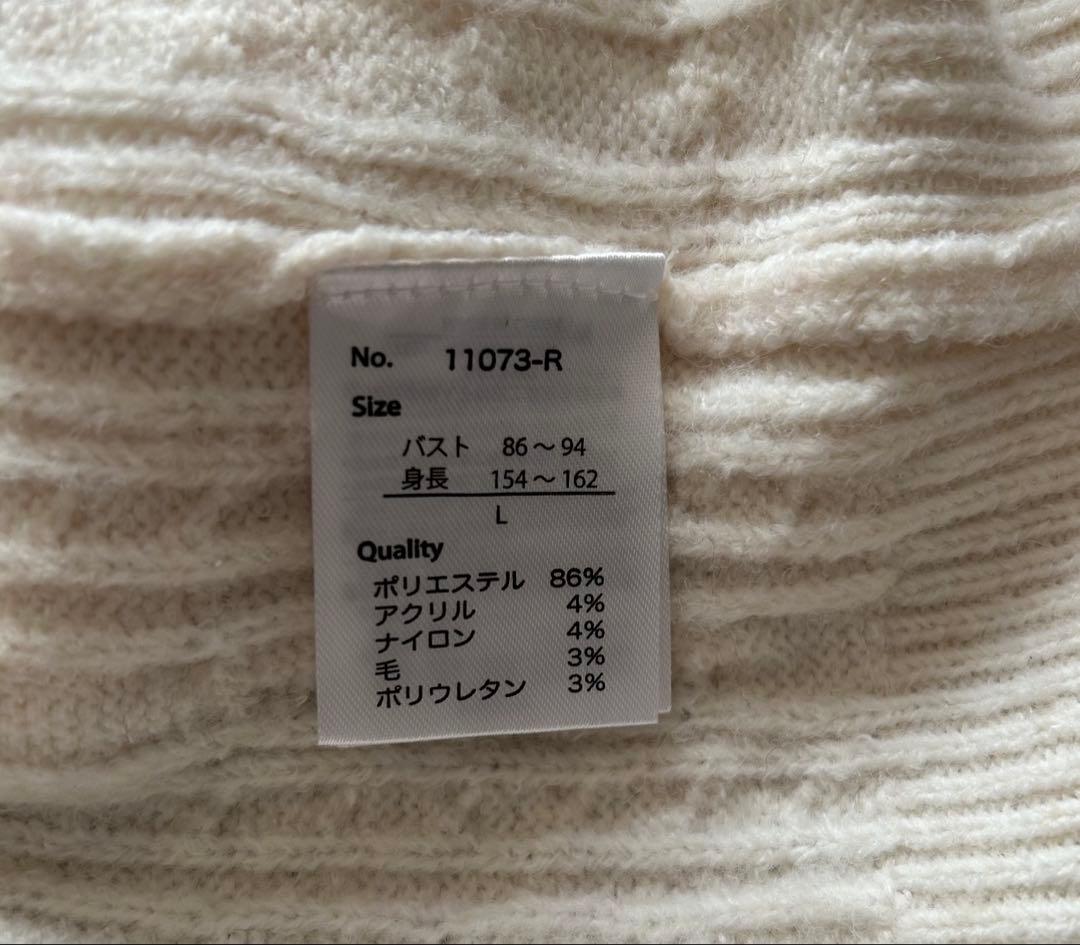 No. 11073-R
Size
バスト 86～94
身長 154～162
L
Quality
ポリエステル 86%
アクリル 4%
ナイロン 4%
毛 3%
ポリウレタン 3%